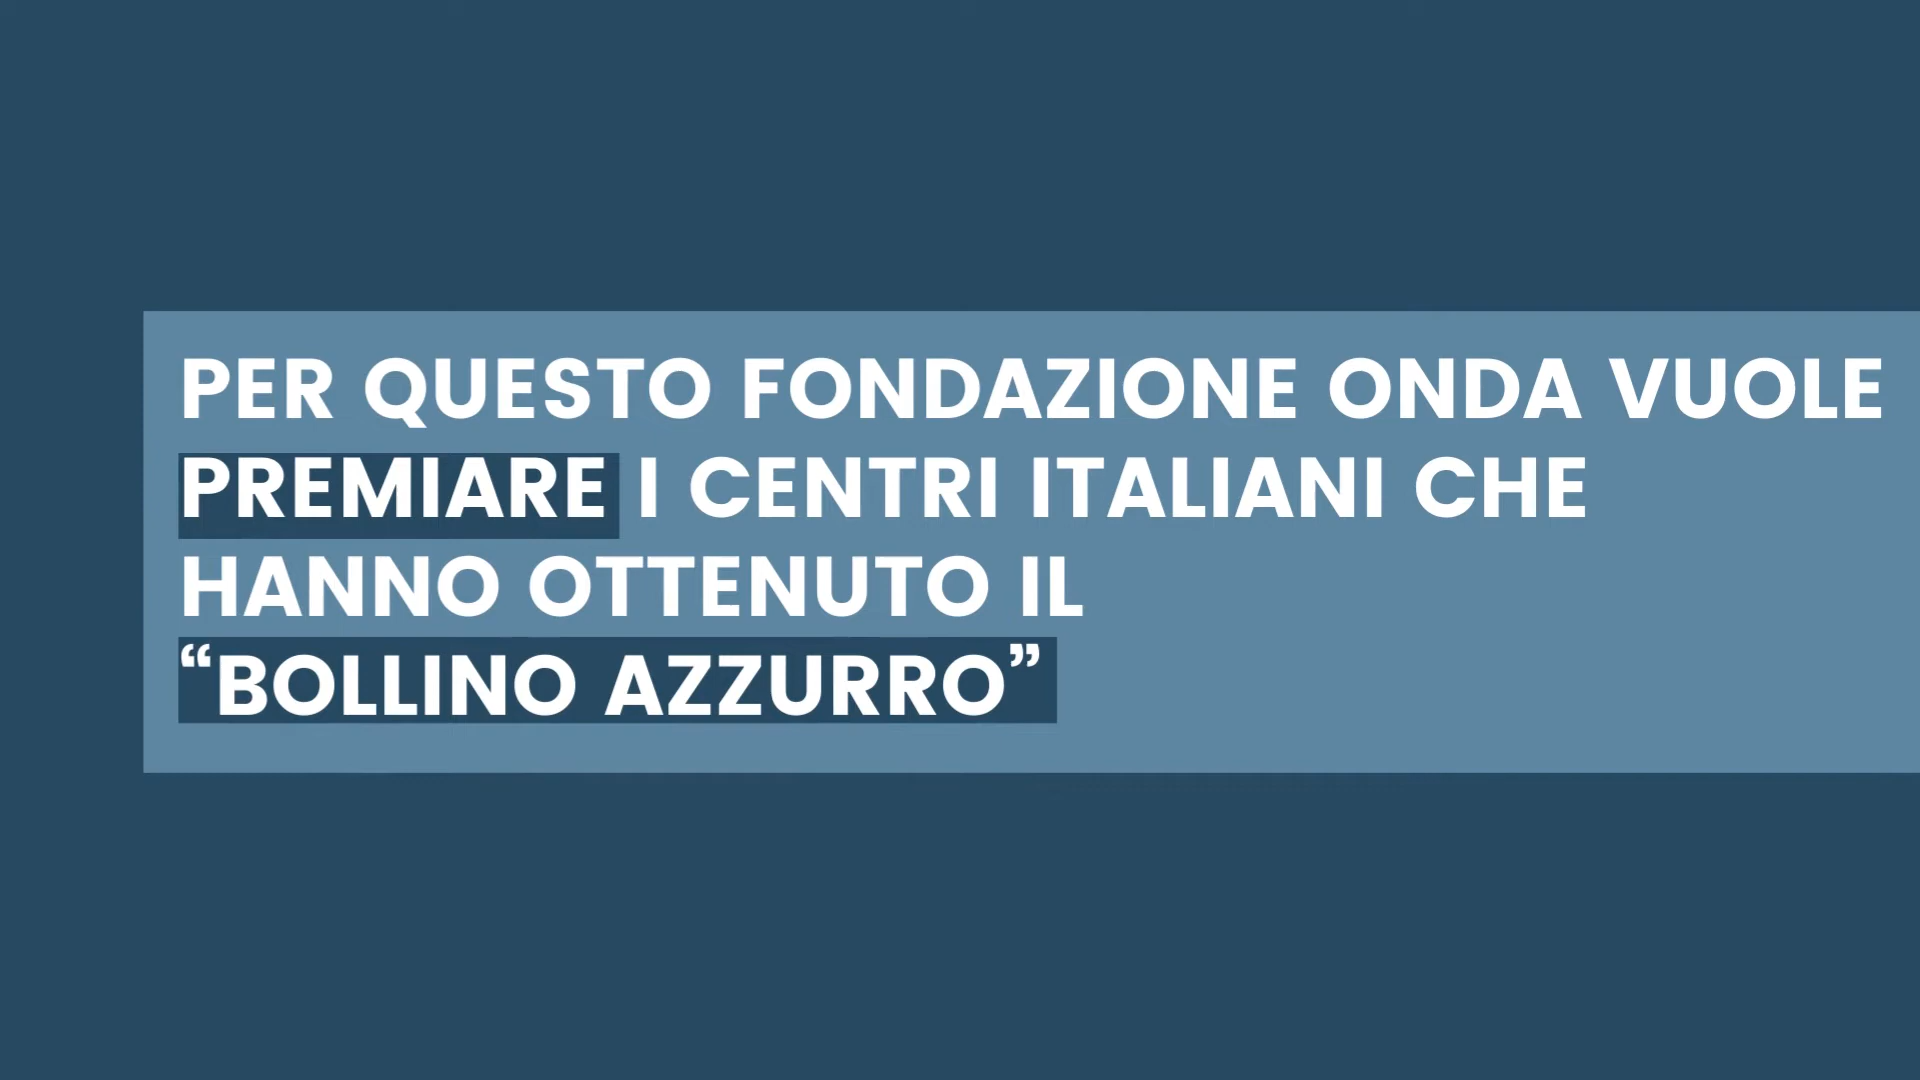 PER QUESTO FONDAZIONE ONDA VUOLE
PREMIARE I CENTRI ITALIANI CHE
HANNO OTTENUTO IL
“BOLLINO AZZURRO”